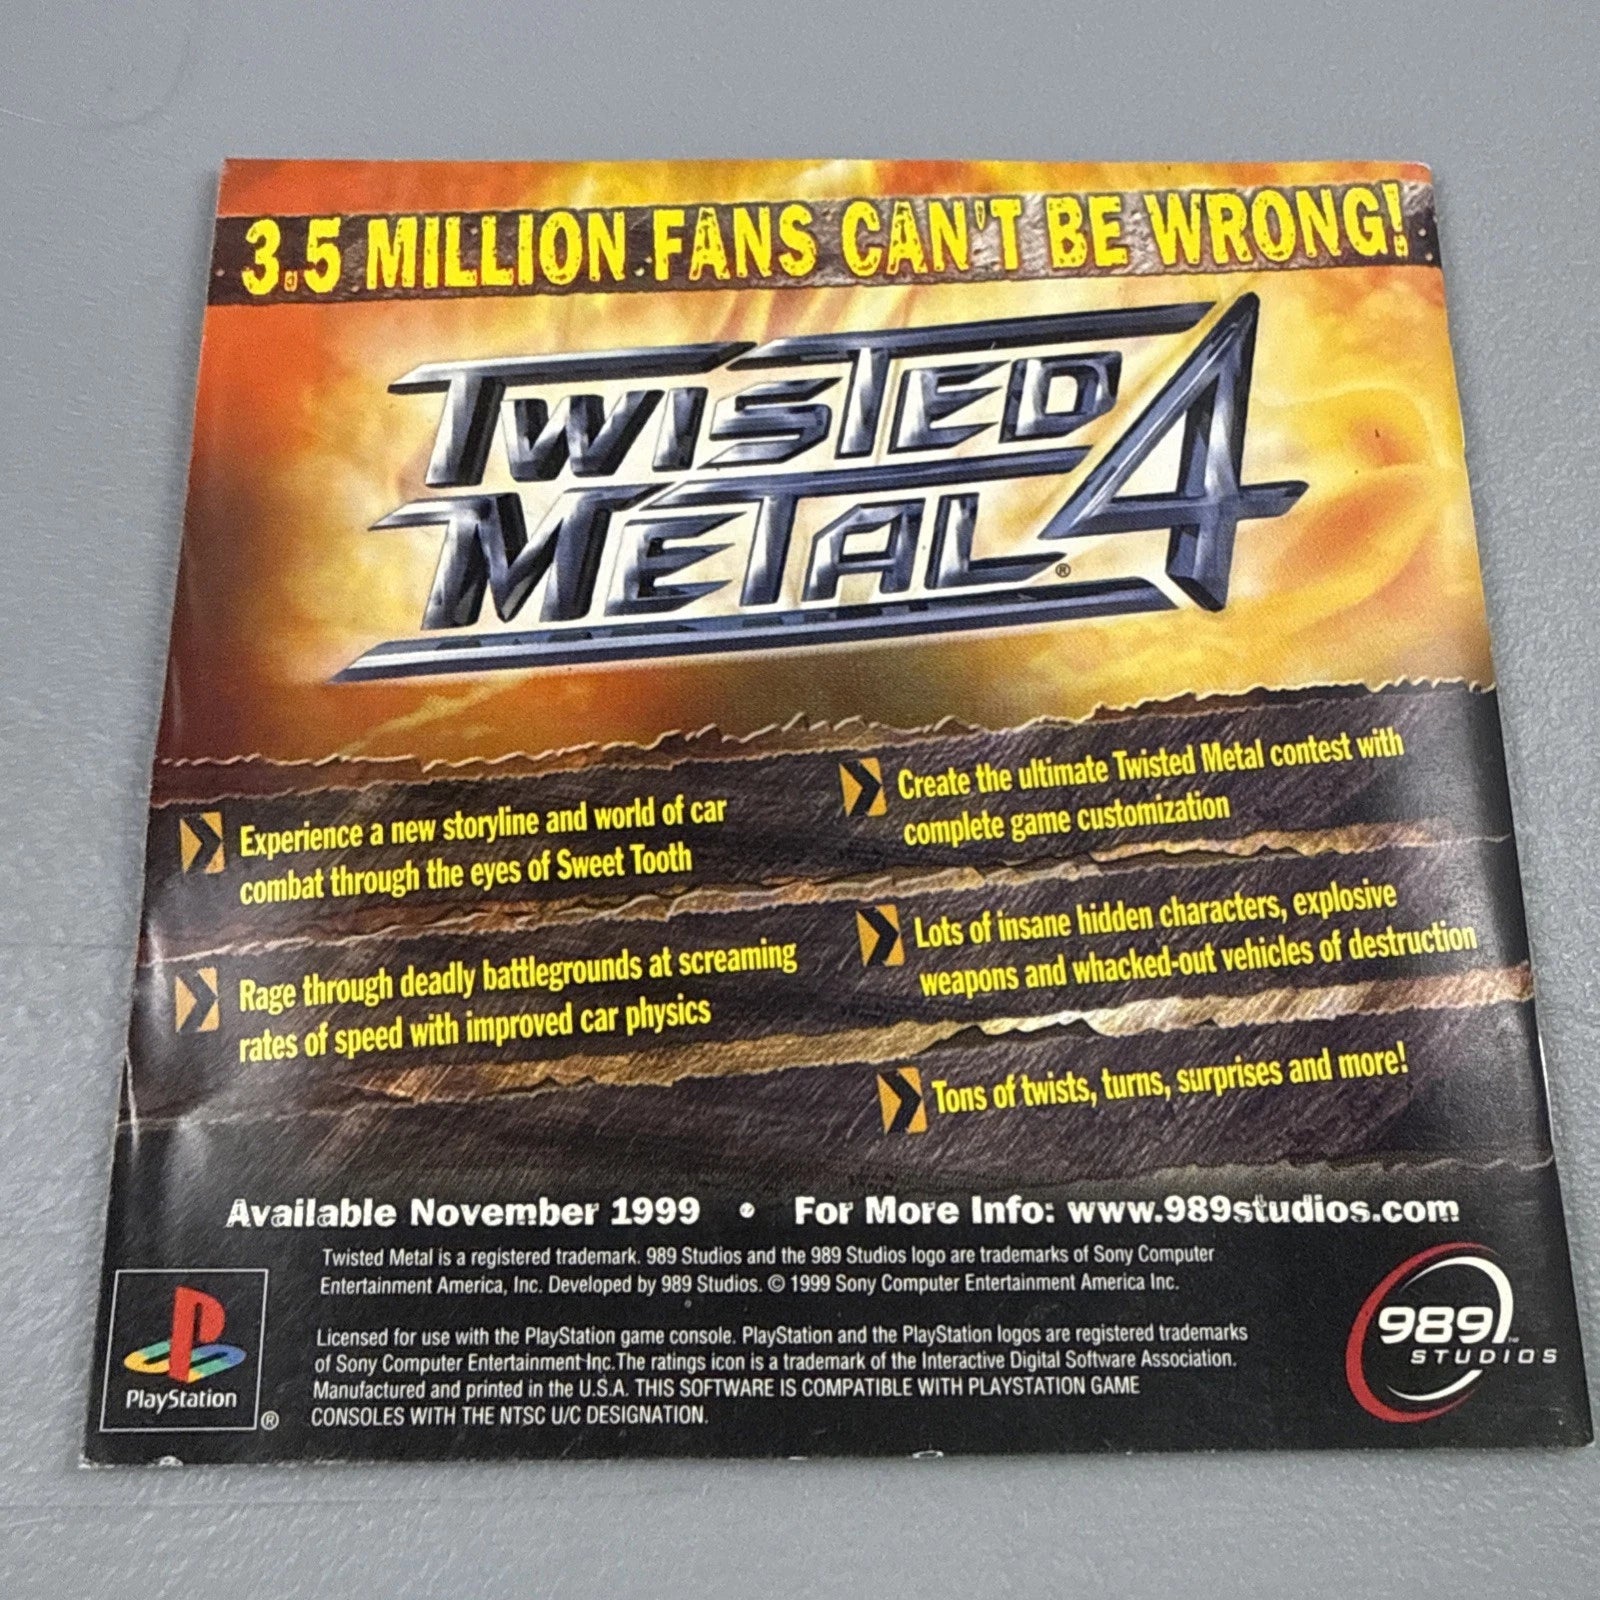 3.5 MILLION FANS CAN'T BE WRONG!
TWISTED
METAL 4
®
Experience a new storyline and world of car
combat through the eyes of Sweet Tooth
Rage through deadly battlegrounds at screaming
rates of speed with improved car physics
Create the ultimate Twisted Metal contest with
complete game customization
Lots of insane hidden characters, explosive
weapons and whacked-out vehicles of destruction
Tons of twists, turns, surprises and more!
Available November 1999 • For More Info: www.989studios.com
Twisted Metal is a registered trademark. 989 Studios and the 989 Studios logo are trademarks of Sony Computer
Entertainment America, Inc. Developed by 989 Studios. © 1999 Sony Computer Entertainment America Inc.
Licensed for use with the PlayStation game console. PlayStation and the PlayStation logos are registered trademarks
of Sony Computer Entertainment Inc.The ratings icon is a trademark of the Interactive Digital Software Association.
Manufactured and printed in the U.S.A. THIS SOFTWARE IS COMPATIBLE WITH PLAYSTATION GAME
CONSOLES WITH THE NTSC U/C DESIGNATION.
PlayStation
®
989 ™
STUDIOS